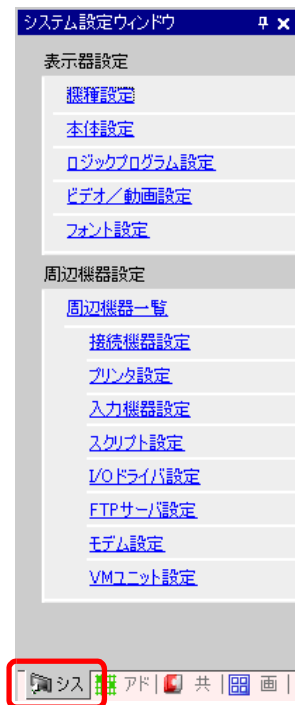 システム設定ウィンドウ
表示器設定
機種設定
本体設定
ロジックプログラム設定
ビデオ／動画設定
フォント設定
周辺機器設定
周辺機器一覧
接続機器設定
プリンタ設定
入力機器設定
スクリプト設定
I/Oドライバ設定
FTPサーバ設定
モデム設定
VMユニット設定
シス アド 共 画